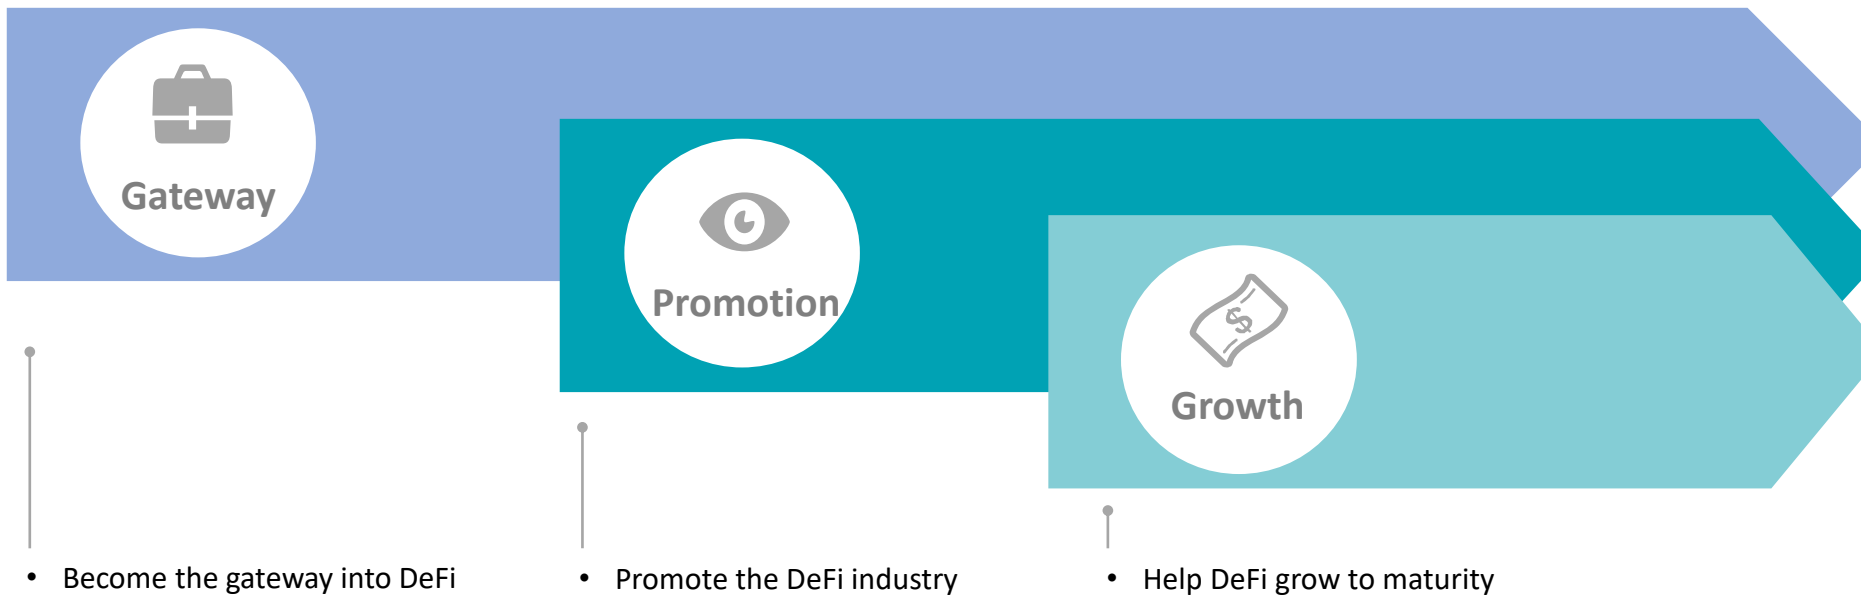 Gateway
Promotion
Growth
• Become the gateway into DeFi
• Promote the DeFi industry
• Help DeFi grow to maturity